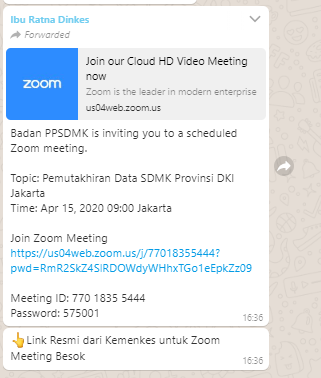 Ibu Ratna Dinkes
Forwarded
zoom
Join our Cloud HD Video Meeting
now
Zoom is the leader in modern enterprise
us04web.zoom.us
Badan PPSDMK is inviting you to a scheduled
Zoom meeting.
Topic: Pemutakhiran Data SDMK Provinsi DKI
Jakarta
Time: Apr 15, 2020 09:00 Jakarta
Join Zoom Meeting
https://us04web.zoom.us/j/77018355444?
pwd=RmR2SkZ4SlRDOWdyWHhxTGo1eEpkZz09
Meeting ID: 770 1835 5444
Password: 575001
16:36
👆Link Resmi dari Kemenkes untuk Zoom
Meeting Besok
16:36